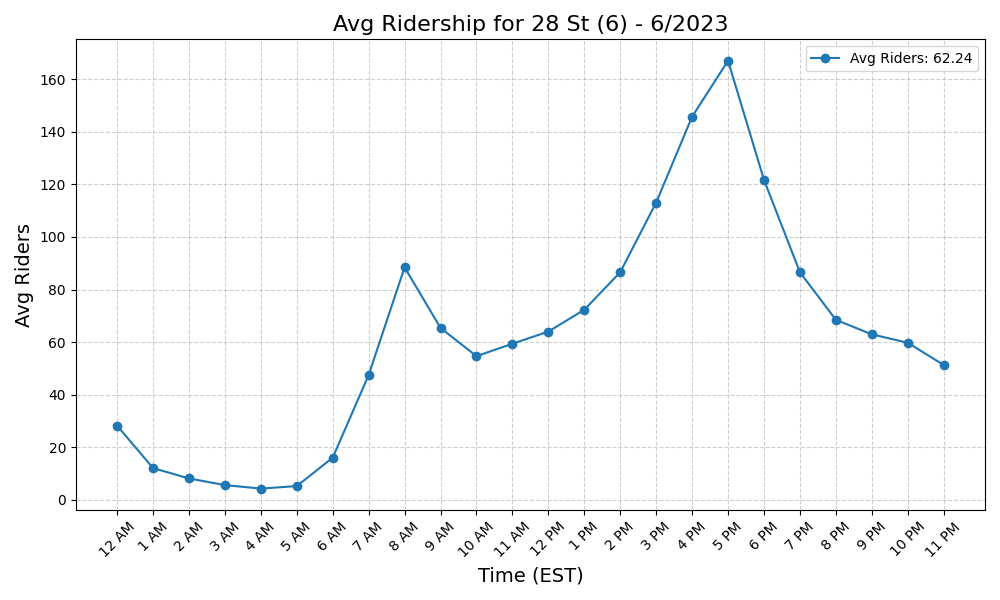 Avg Ridership for 28 St (6) - 6/2023
Avg Riders: 62.24
Avg Riders
160
140
120
100
80
60
40
20
0
12 AM
1 AM
2 AM
3 AM
4 AM
5 AM
6 AM
7 AM
8 AM
9 AM
10 AM
11 AM
12 PM
1 PM
2 PM
3 PM
4 PM
5 PM
6 PM
7 PM
8 PM
9 PM
10 PM
11 PM
Time (EST)